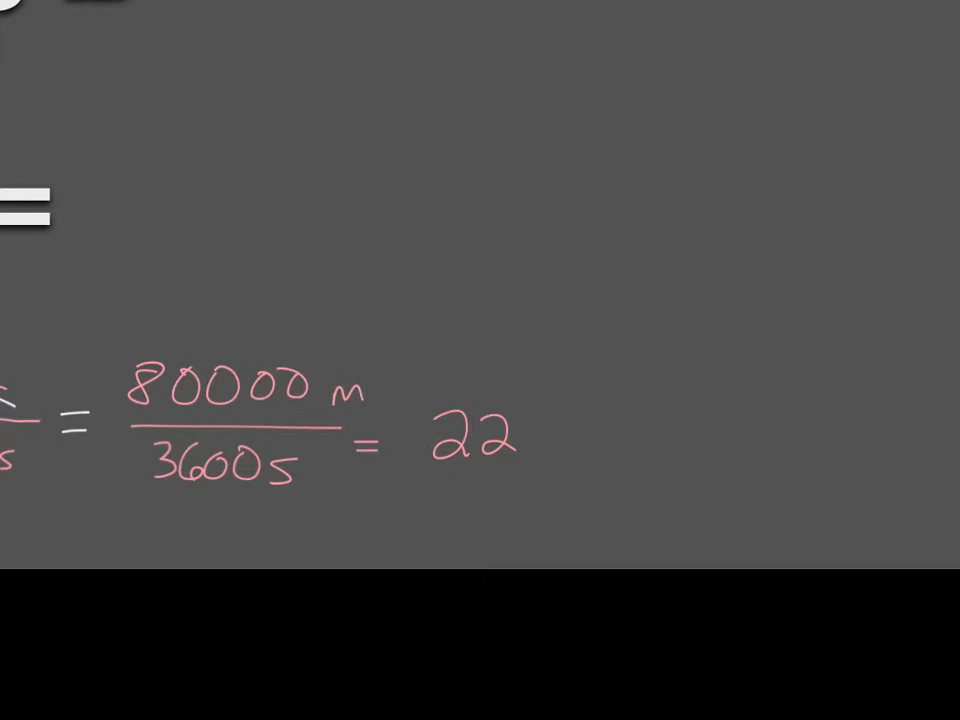 =
= 80000 m / 3600 s = 22